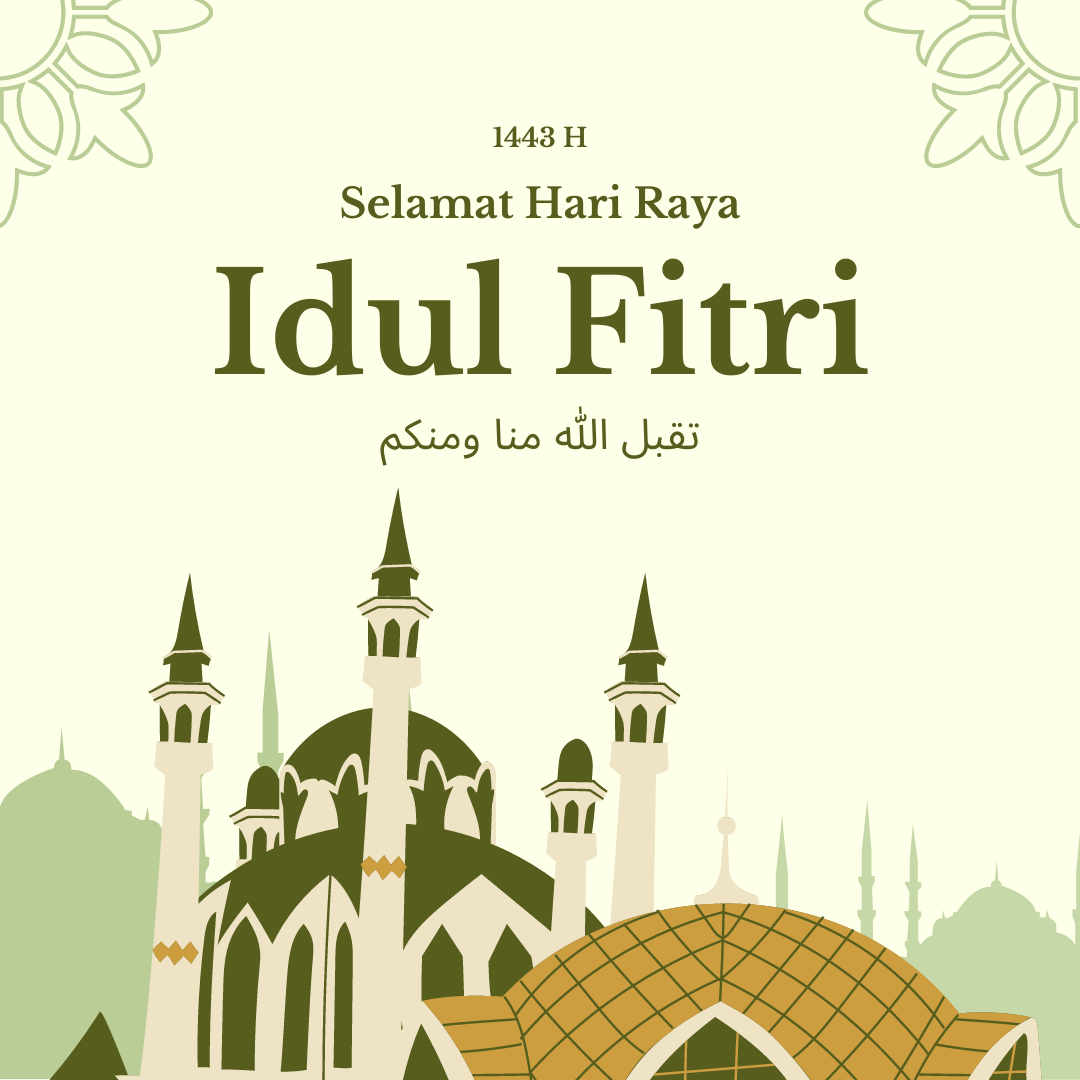 1443 H
Selamat Hari Raya
Idul Fitri
تقبل الله منا ومنكم